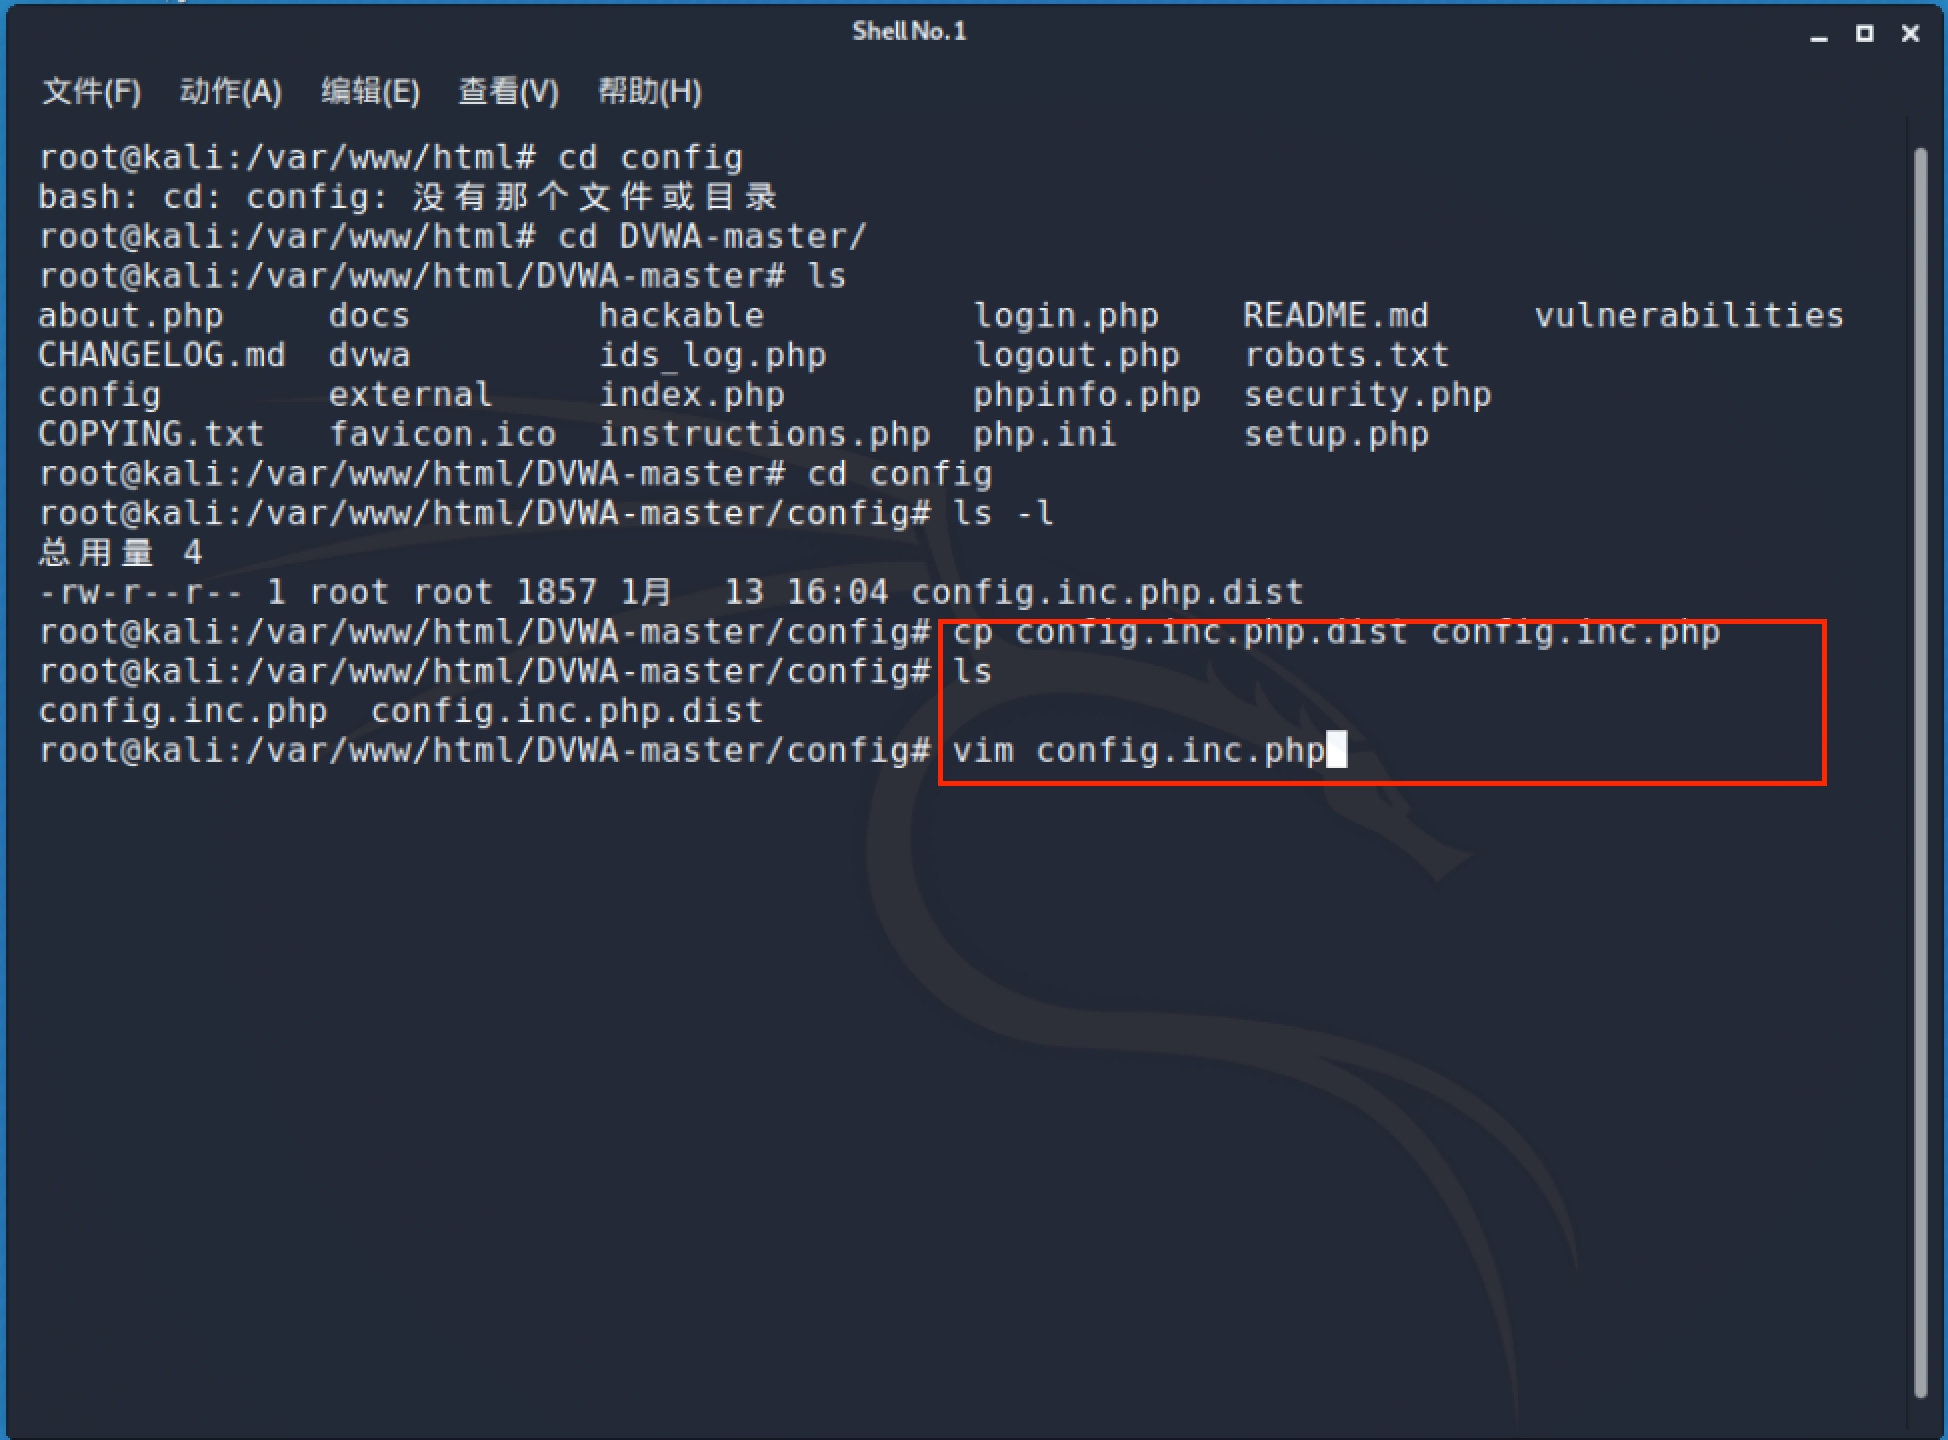 Shell No. 1
文件(F) 动作(A) 编辑(E) 查看(V) 帮助(H)
root@kali:/var/www/html# cd config
bash: cd: config: 没有那个文件或目录
root@kali:/var/www/html# cd DVWA-master/
root@kali:/var/www/html/DVWA-master# ls
about.php docs hackable login.php README.md vulnerabilities
CHANGELOG.md dvwa ids_log.php logout.php robots.txt
config external index.php phpinfo.php security.php
COPYING.txt favicon.ico instructions.php php.ini setup.php
root@kali:/var/www/html/DVWA-master# cd config
root@kali:/var/www/html/DVWA-master/config# ls -l
总用量 4
-rw-r--r-- 1 root root 1857 1月 13 16:04 config.inc.php.dist
root@kali:/var/www/html/DVWA-master/config# cp config.inc.php.dist config.inc.php
root@kali:/var/www/html/DVWA-master/config# ls
config.inc.php config.inc.php.dist
root@kali:/var/www/html/DVWA-master/config# vim config.inc.php